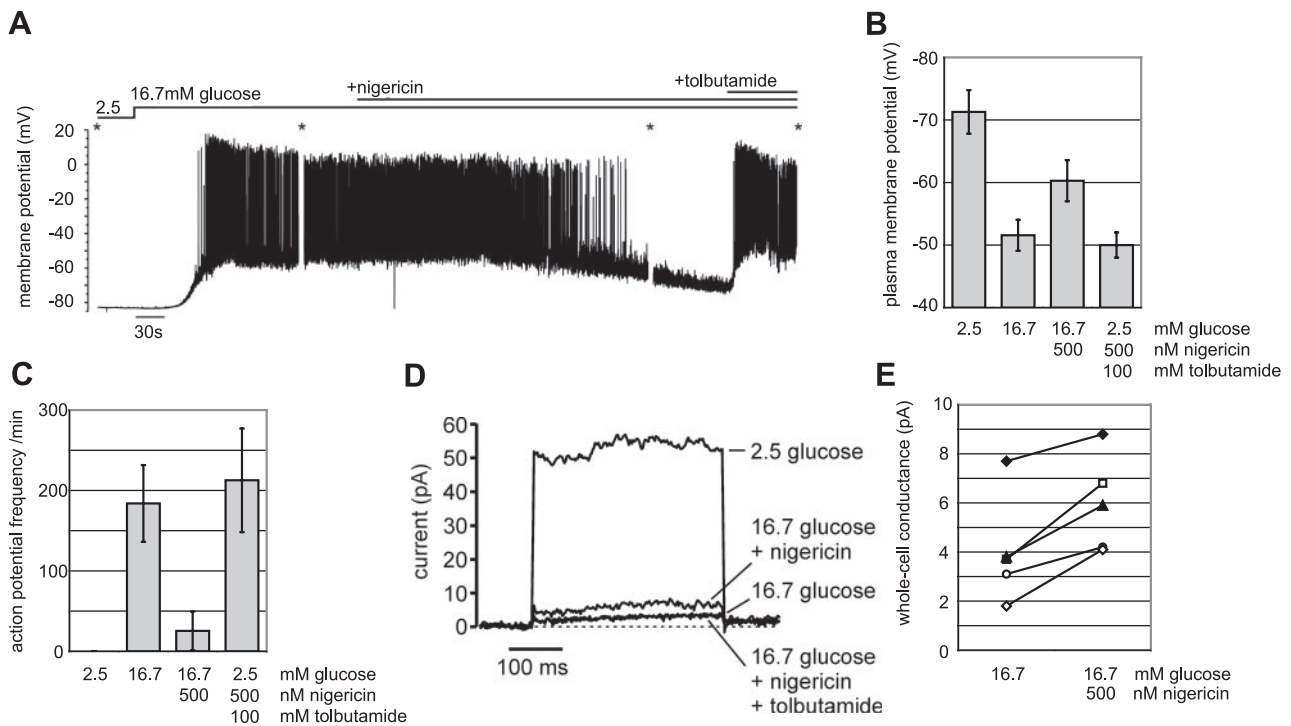 A
2.5
16.7mM glucose
+nigericin
+tolbutamide
* * * *
membrane potential (mV)
20
0
-20
-40
-60
-80
30s
B
plasma membrane potential (mV)
-80
-70
-60
-50
-40
2.5 16.7 16.7 2.5 mM glucose
500 500 nM nigericin
100 mM tolbutamide
C
action potential frequency /min
300
200
100
0
2.5 16.7 16.7 2.5 mM glucose
500 500 nM nigericin
100 mM tolbutamide
D
current (pA)
60
50
40
30
20
10
0
100 ms
2.5 glucose
16.7 glucose
+ nigericin
16.7 glucose
16.7 glucose
+ nigericin
+ tolbutamide
E
whole-cell conductance (pA)
10
8
6
4
2
0
16.7 16.7 mM glucose
500 nM nigericin